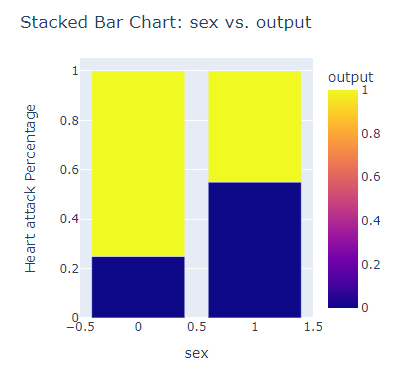 Stacked Bar Chart: sex vs. output
output
1
0.8
0.6
0.4
0.2
0
Heart attack Percentage
1
0.8
0.6
0.4
0.2
0
−0.5 0 0.5 1 1.5
sex